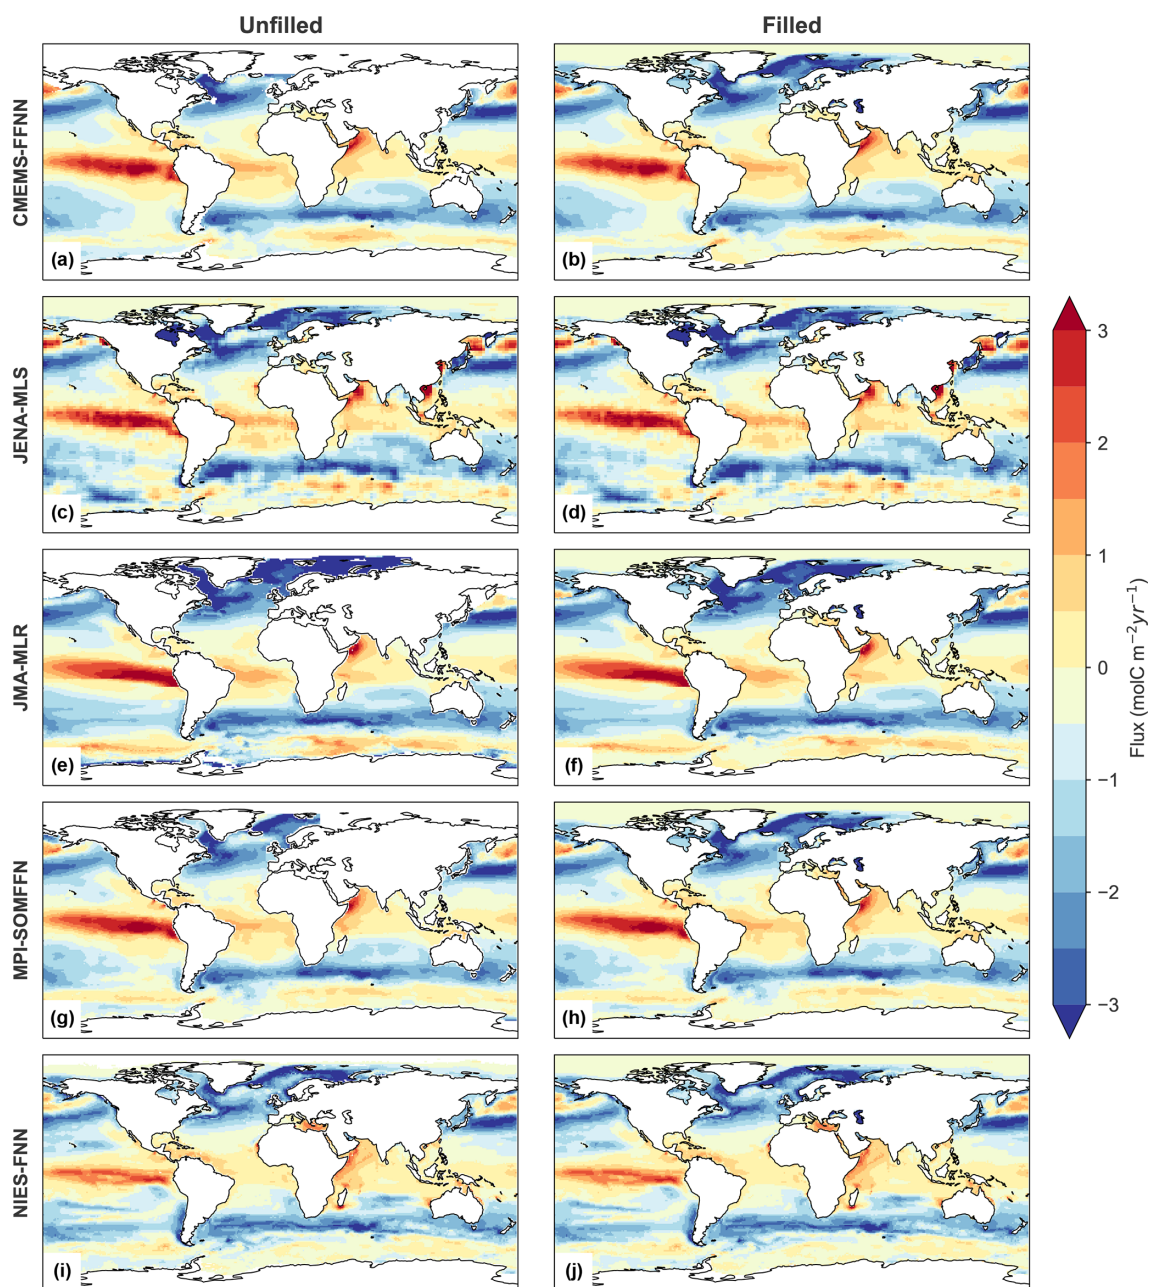 Unfilled Filled
CMEMS-FFNN
(a) (b)
JENA-MLS
(c) (d)
JMA-MLR
(e) (f)
MPI-SOMFFN
(g) (h)
NIES-FNN
(i) (j)
3
2
1
0
−1
−2
−3
Flux (molC m⁻²yr⁻¹)